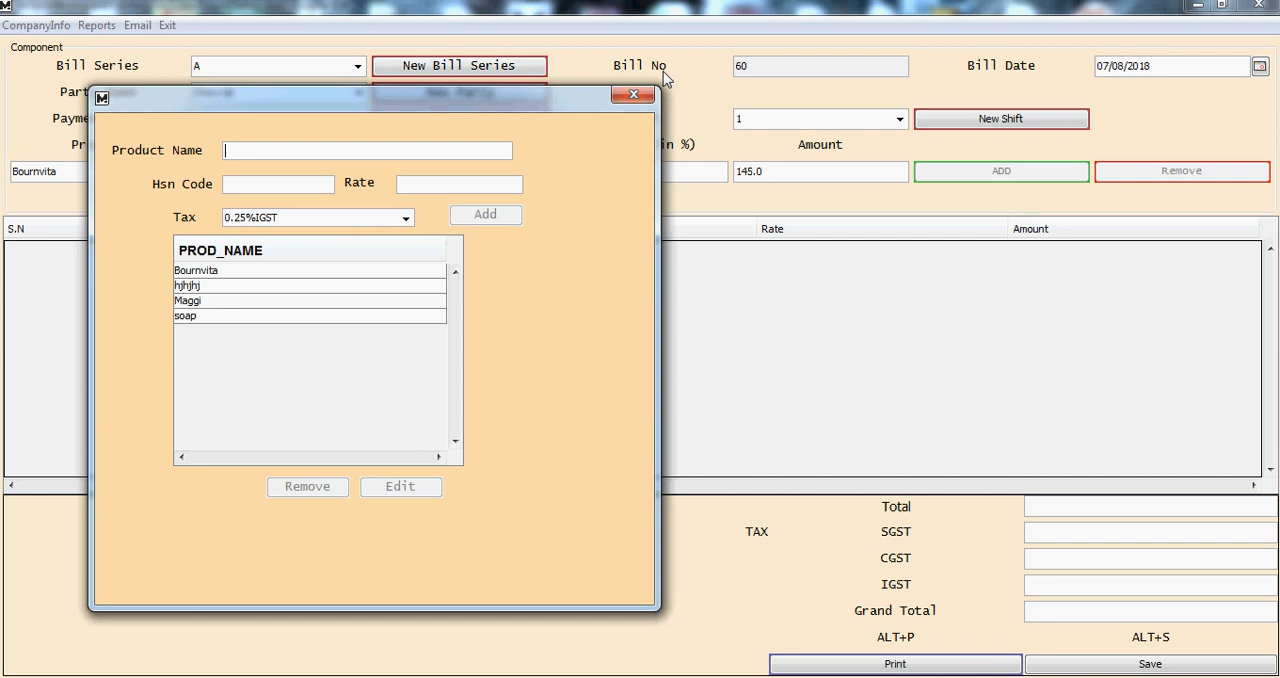 CompanyInfo Reports Email Exit
Component
Bill Series A New Bill Series Bill No 60 Bill Date 07/08/2018
1 New Shift
in %) Amount
Bournvita 145.0 ADD Remove
S.N Rate Amount
Product Name
Hsn Code Rate
Tax 0.25%IGST Add
PROD_NAME
Bournvita
hjhjhj
Maggi
soap
Remove Edit
Total
TAX SGST
CGST
IGST
Grand Total
ALT+P ALT+S
Print Save